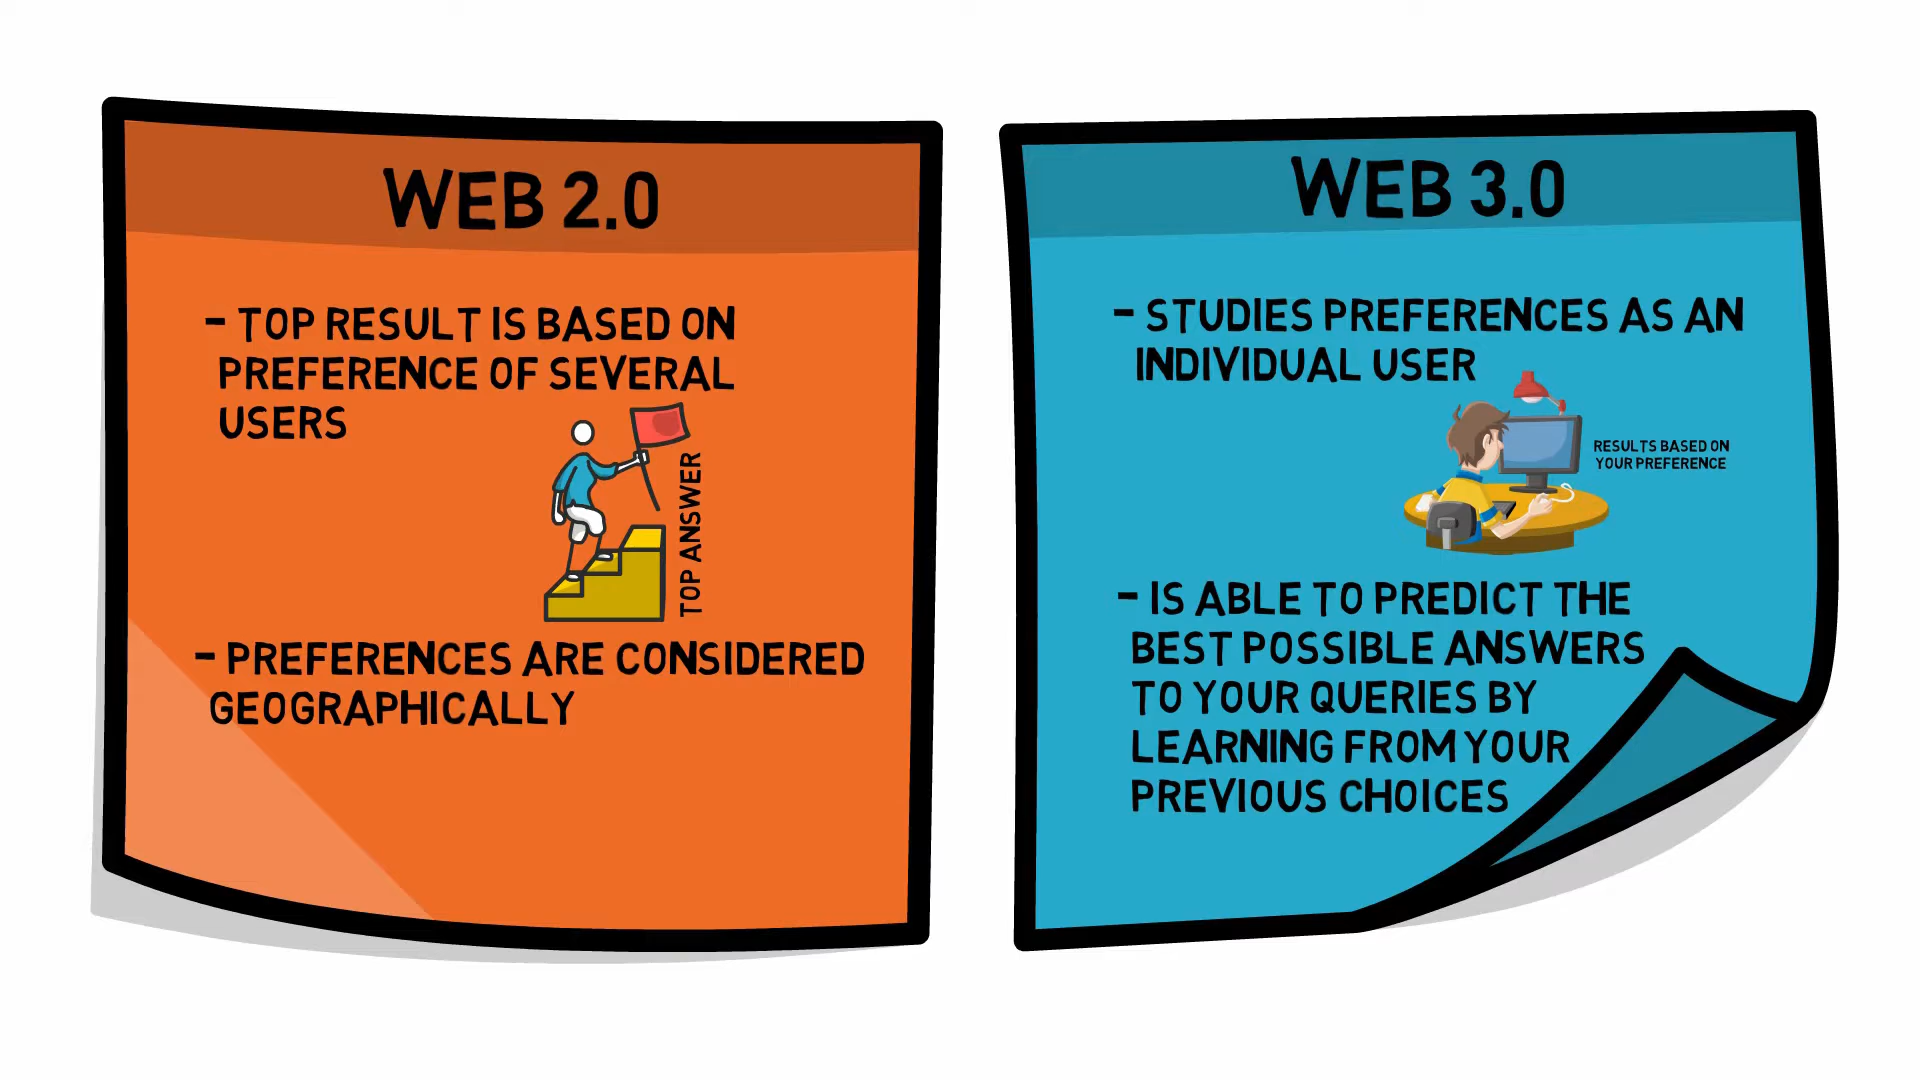 WEB 2.0
- TOP RESULT IS BASED ON
PREFERENCE OF SEVERAL
USERS
TOP ANSWER
- PREFERENCES ARE CONSIDERED
GEOGRAPHICALLY
WEB 3.0
- STUDIES PREFERENCES AS AN
INDIVIDUAL USER
RESULTS BASED ON
YOUR PREFERENCE
- IS ABLE TO PREDICT THE
BEST POSSIBLE ANSWERS
TO YOUR QUERIES BY
LEARNING FROM YOUR
PREVIOUS CHOICES